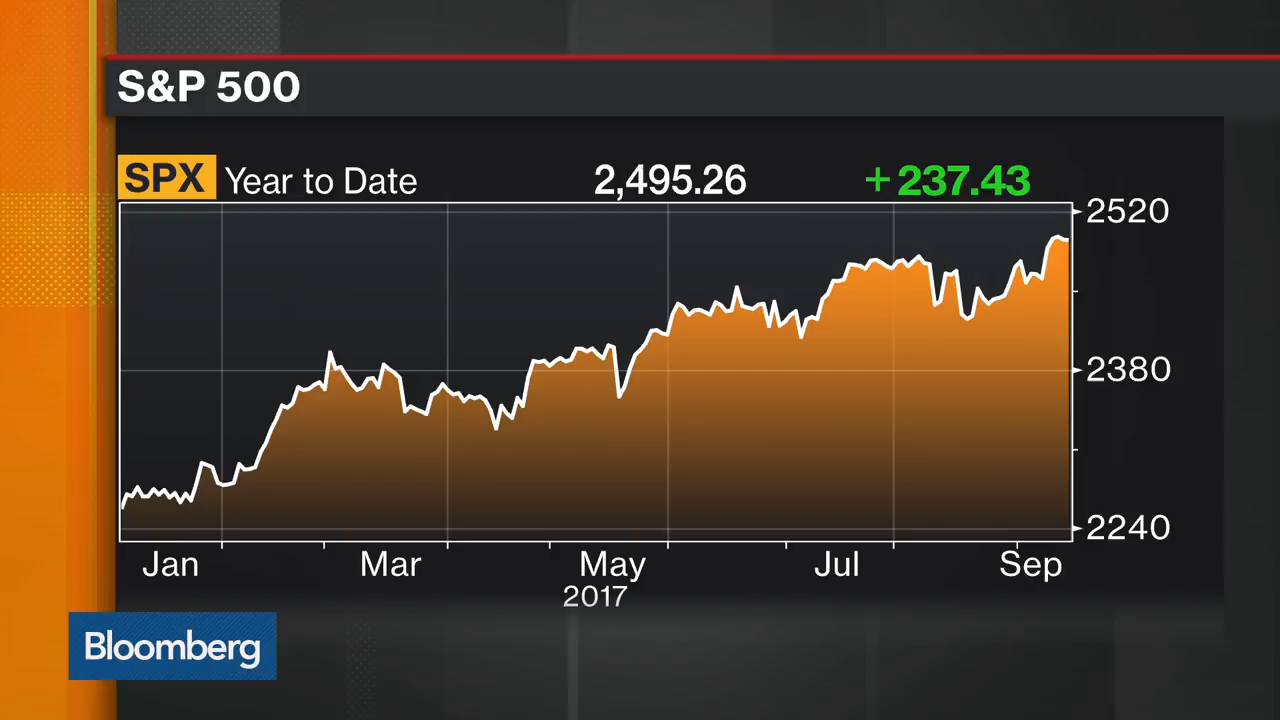 S&P 500
SPX Year to Date 2,495.26 +237.43
2520
2380
2240
Jan Mar May Jul Sep
2017
Bloomberg